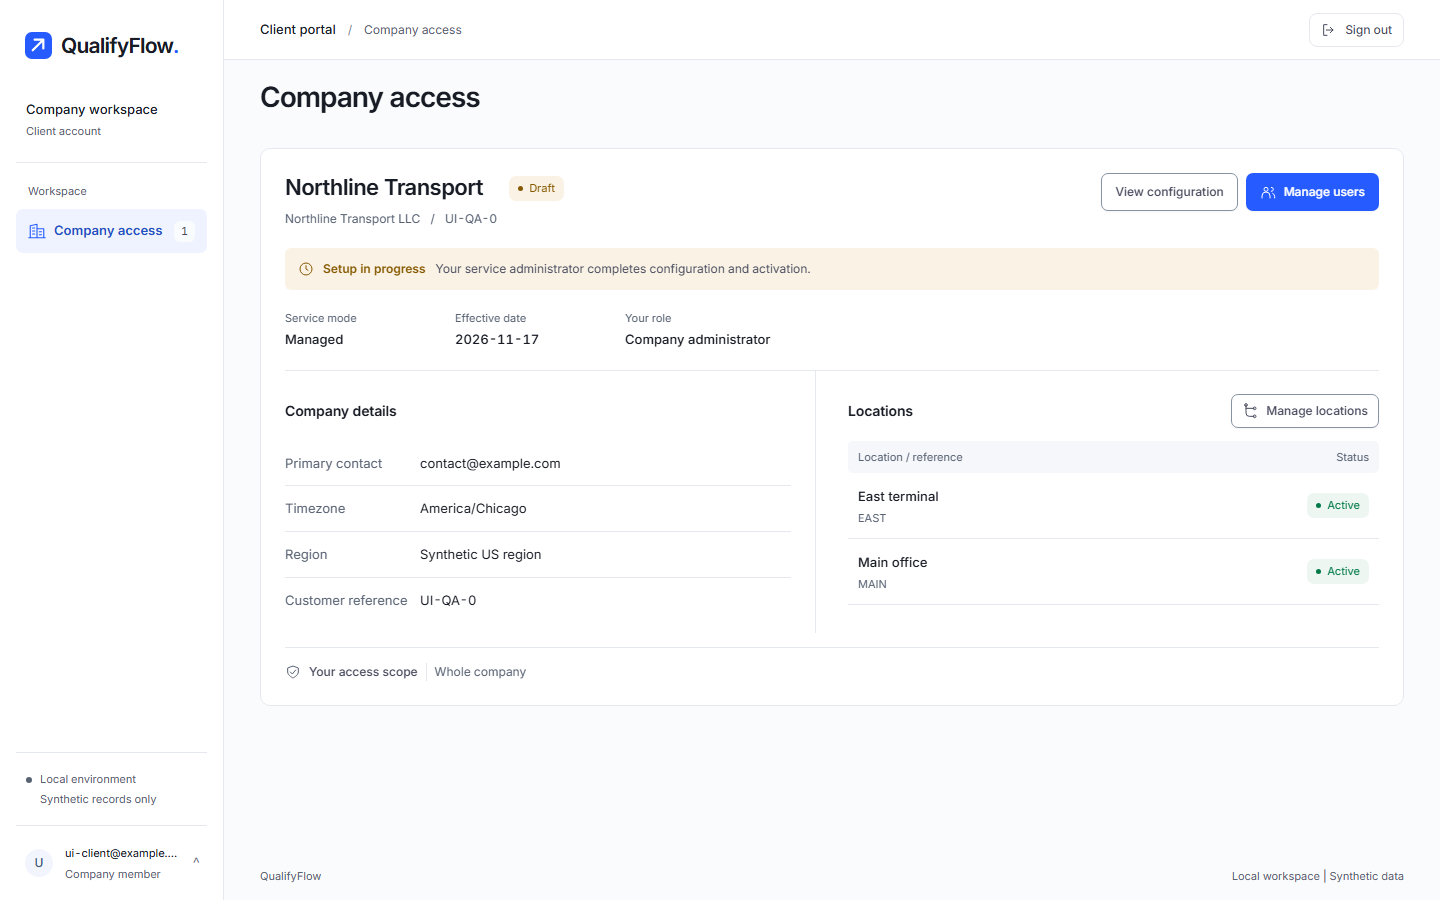 QualifyFlow.
Company workspace
Client account
Workspace
Company access 1
Local environment
Synthetic records only
U
ui-client@example....
Company member
Client portal / Company access
Sign out
Company access
Northline Transport
Draft
Northline Transport LLC / UI-QA-0
View configuration
Manage users
Setup in progress Your service administrator completes configuration and activation.
Service mode
Managed
Effective date
2026-11-17
Your role
Company administrator
Company details
Primary contact contact@example.com
Timezone America/Chicago
Region Synthetic US region
Customer reference UI-QA-0
Locations
Manage locations
Location / reference Status
East terminal
EAST
Active
Main office
MAIN
Active
Your access scope Whole company
QualifyFlow
Local workspace | Synthetic data